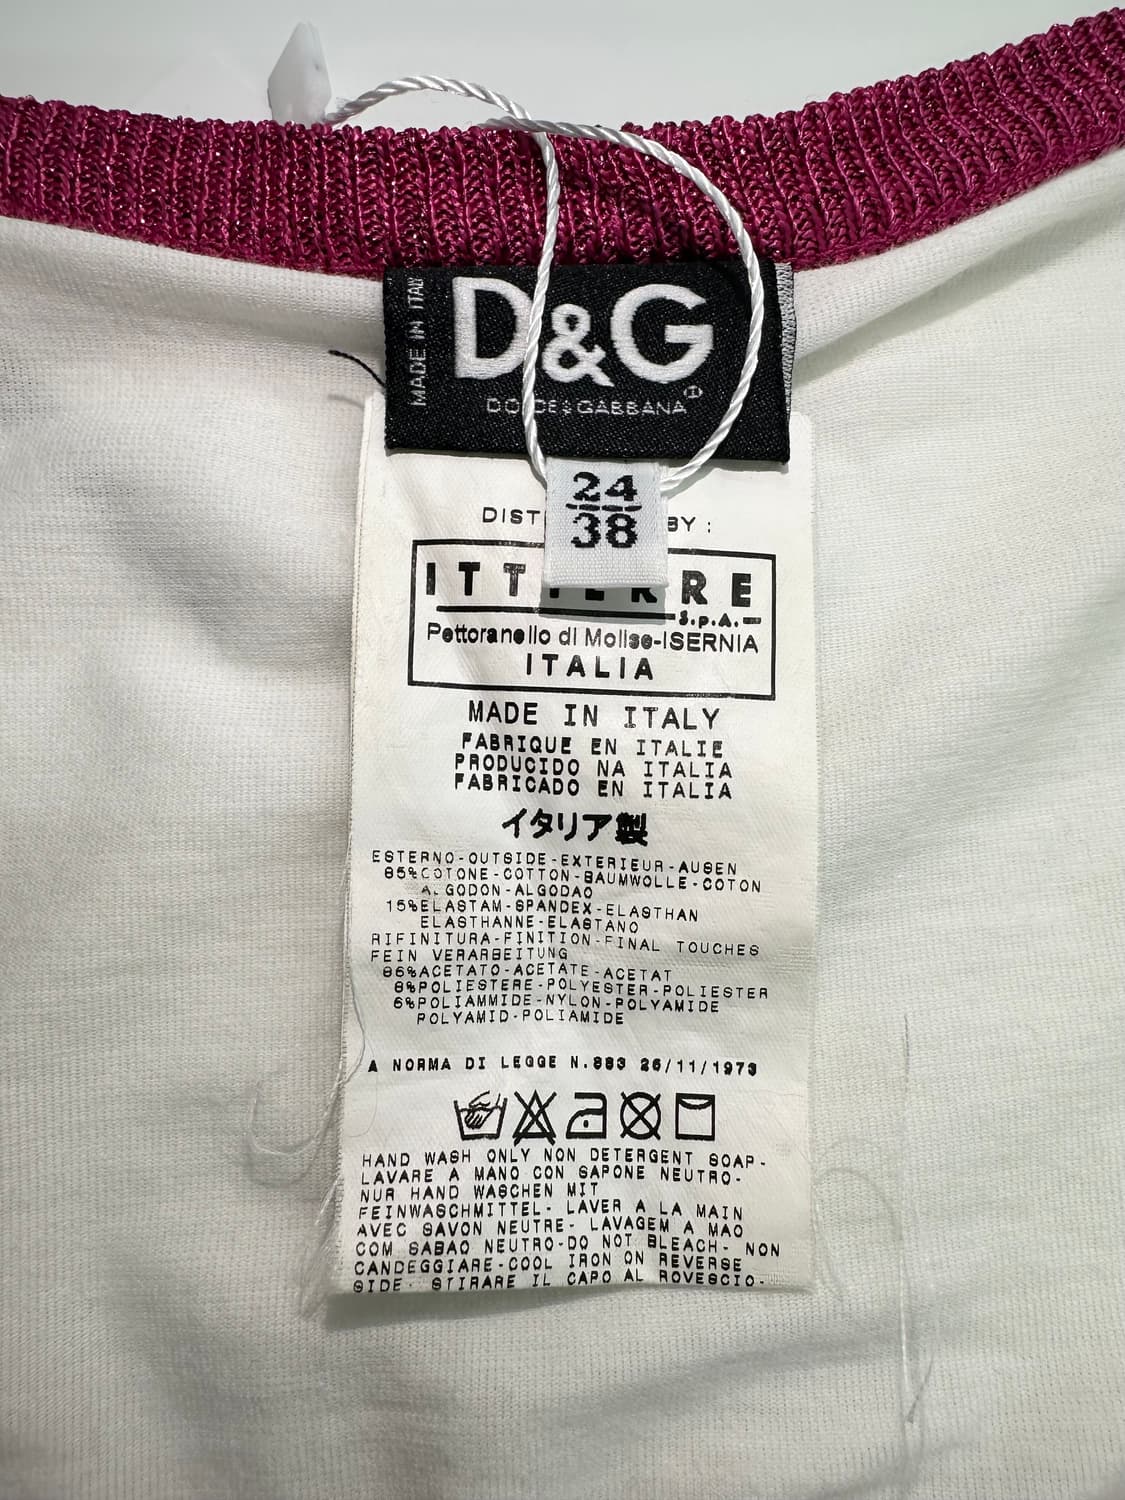 MADE IN ITALY
D&G
DOLCE&GABBANA
24
38
BY :
S.p.A.
Pettoranello di Molise-ISERNIA
ITALIA
MADE IN ITALY
FABRIQUE EN ITALIE
PRODUCIDO NA ITALIA
FABRICADO EN ITALIA
イタリア製
ESTERNO-OUTSIDE-EXTERIEUR-AUSEN
85%COTONE-COTTON-BAUMWOLLE-COTON
ALGODON-ALGODAO
15%ELASTAM-SPANDEX-ELASTHAN
ELASTHANNE-ELASTANO
RIFINITURA-FINITION-FINAL TOUCHES
FEIN VERARBEITUNG
86%ACETATO-ACETATE-ACETAT
8%POLIESTERE-POLYESTER-POLIESTER
6%POLIAMMIDE-NYLON-POLYAMIDE
POLYAMID-POLIAMIDE
A NORMA DI LEGGE N.883 26/11/1973
HAND WASH ONLY NON DETERGENT SOAP-
LAVARE A MANO CON SAPONE NEUTRO-
NUR HAND WASCHEN MIT
FEINWASCHMITTEL- LAVER A LA MAIN
AVEC SAVON NEUTRE- LAVAGEM A MAO
COM SABAO NEUTRO-DO NOT BLEACH- NON
CANDEGGIARE-COOL IRON ON REVERSE
SIDE- STIRARE IL CAPO AL ROVESCIO-